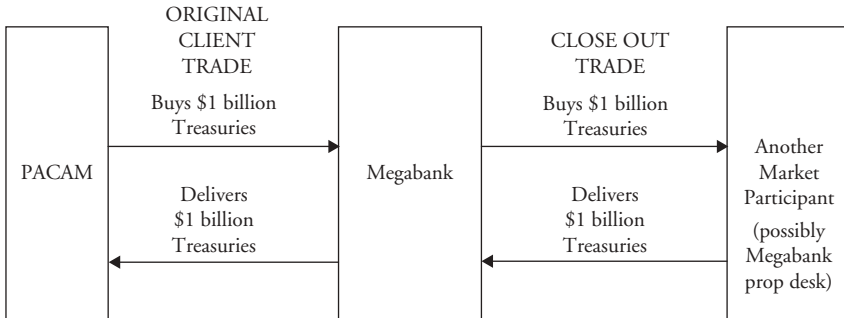 ORIGINAL
CLIENT
TRADE
Buys $1 billion
Treasuries
CLOSE OUT
TRADE
Buys $1 billion
Treasuries
PACAM
Megabank
Another
Market
Participant
(possibly
Megabank
prop desk)
Delivers
$1 billion
Treasuries
Delivers
$1 billion
Treasuries